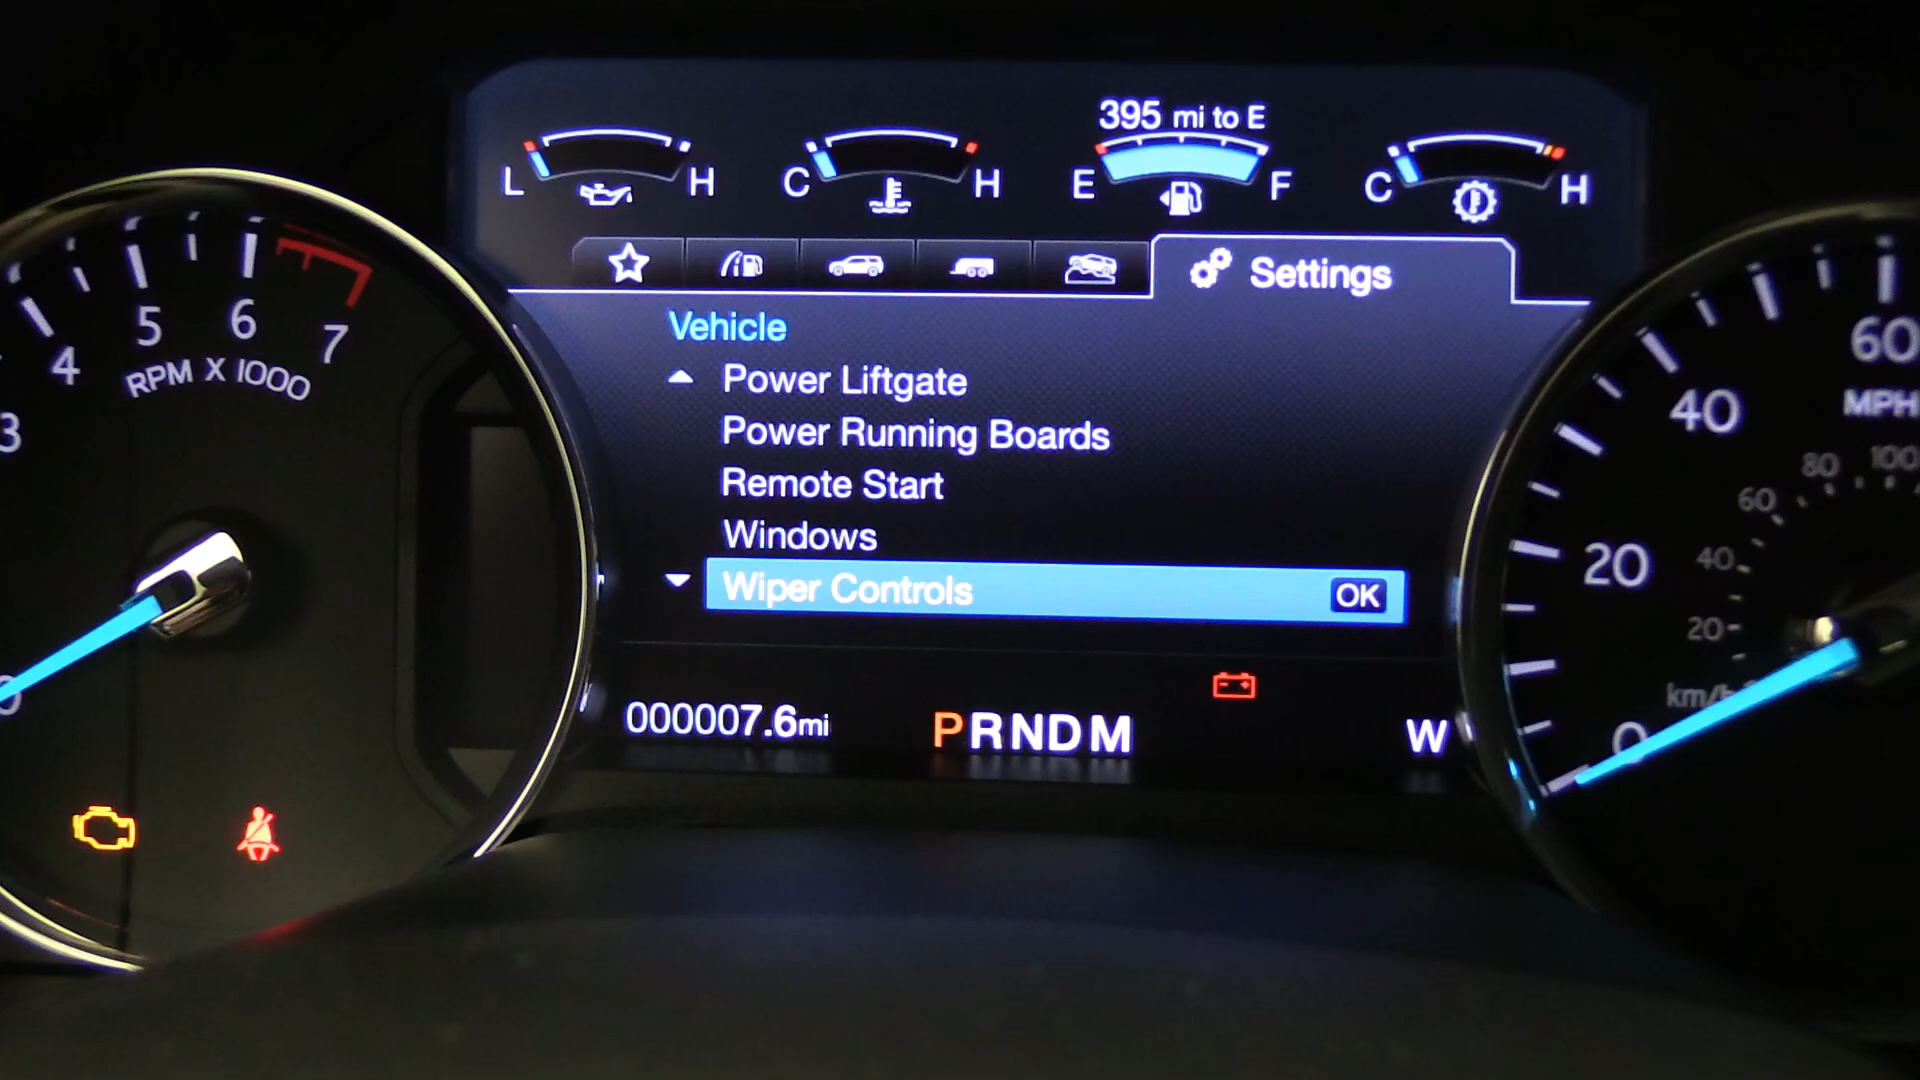 395 mi to E
L H C H E F C H
Settings
Vehicle
Power Liftgate
Power Running Boards
Remote Start
Windows
Wiper Controls OK
000007.6mi PRNDM W
3 4 5 6 7
RPM X 1000
0
60
MPH
40
20
0
100
80
60
40
20
km/h